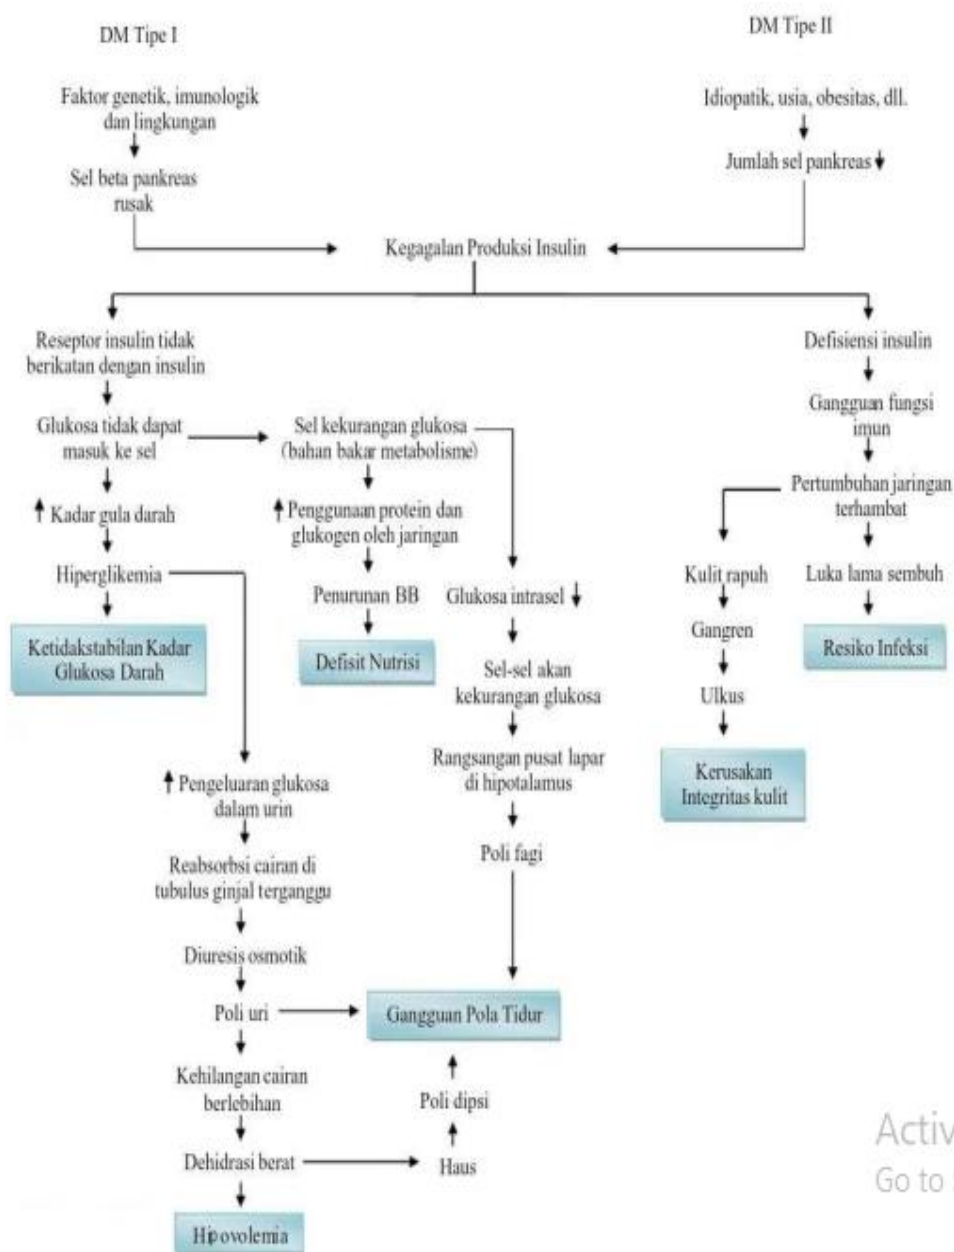 DM Tipe I
DM Tipe II
Faktor genetik, imunologik
dan lingkungan
Idiopatik, usia, obesitas, dll.
Sel beta pankreas
rusak
Jumlah sel pankreas
Kegagalan Produksi Insulin
Reseptor insulin tidak
berikatan dengan insulin
Defisiensi insulin
Glukosa tidak dapat
masuk ke sel
Sel kekurangan glukosa
(bahan bakar metabolisme)
Gangguan fungsi
imun
Kadar gula darah
Penggunaan protein dan
glukogen oleh jaringan
Pertumbuhan jaringan
terhambat
Hiperglikemia
Penurunan BB
Glukosa intrasel
Kulit rapuh
Luka lama sembuh
Ketidakstabilan Kadar
Glukosa Darah
Defisit Nutrisi
Gangren
Resiko Infeksi
Sel-sel akan
kekurangan glukosa
Ulkus
Pengeluaran glukosa
dalam urin
Rangsangan pusat lapar
di hipotalamus
Kerusakan
Integritas kulit
Reabsorbsi cairan di
tubulus ginjal terganggu
Poli fagi
Diuresis osmotik
Poli uri
Gangguan Pola Tidur
Kehilangan cairan
berlebihan
Poli dipsi
Dehidrasi berat
Haus
Hipovolemia
Activ
Go to